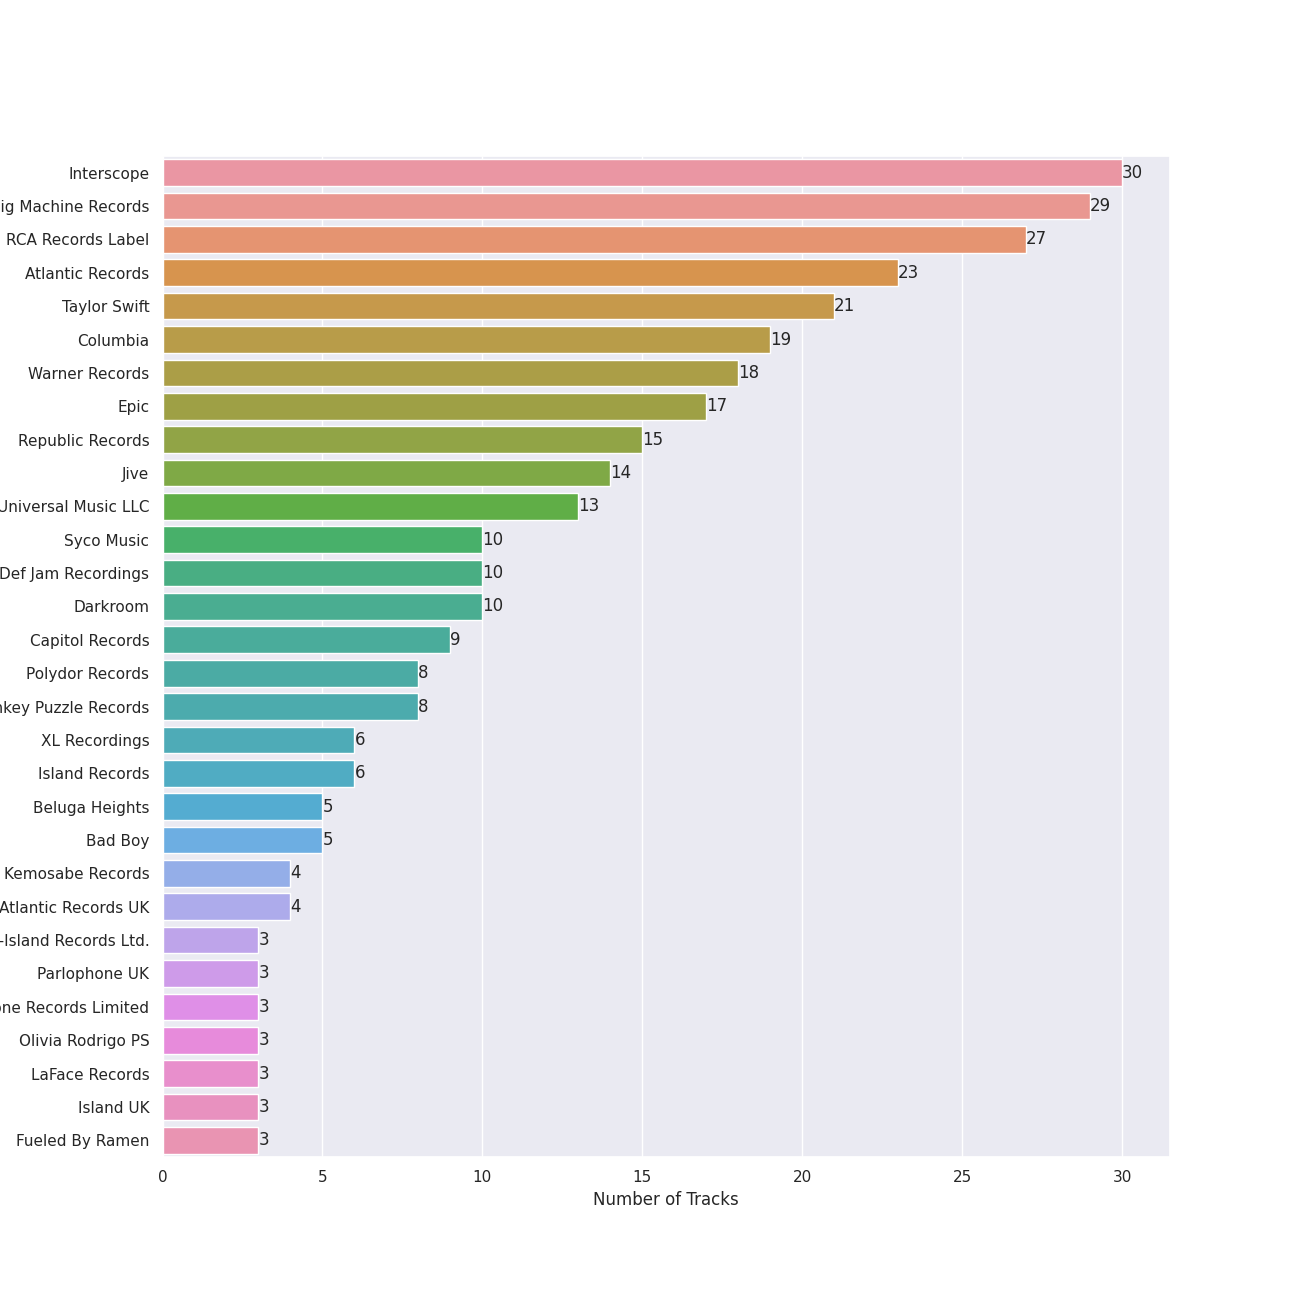 Interscope 30
ig Machine Records 29
RCA Records Label 27
Atlantic Records 23
Taylor Swift 21
Columbia 19
Warner Records 18
Epic 17
Republic Records 15
Jive 14
Universal Music LLC 13
Syco Music 10
Def Jam Recordings 10
Darkroom 10
Capitol Records 9
Polydor Records 8
nkey Puzzle Records 8
XL Recordings 6
Island Records 6
Beluga Heights 5
Bad Boy 5
Kemosabe Records 4
Atlantic Records UK 4
-Island Records Ltd. 3
Parlophone UK 3
one Records Limited 3
Olivia Rodrigo PS 3
LaFace Records 3
Island UK 3
Fueled By Ramen 3
0 5 10 15 20 25 30
Number of Tracks